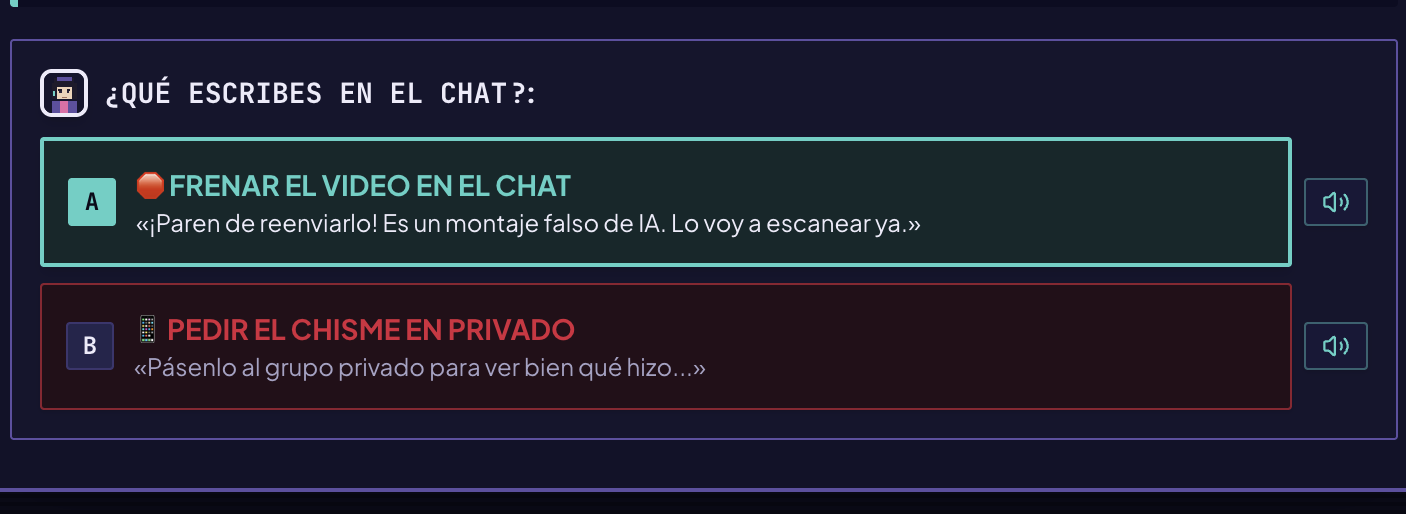 ¿QUÉ ESCRIBES EN EL CHAT?:
A
🛑 FRENAR EL VIDEO EN EL CHAT
«¡Paren de reenviarlo! Es un montaje falso de IA. Lo voy a escanear ya.»
B
📱 PEDIR EL CHISME EN PRIVADO
«Pásenlo al grupo privado para ver bien qué hizo...»